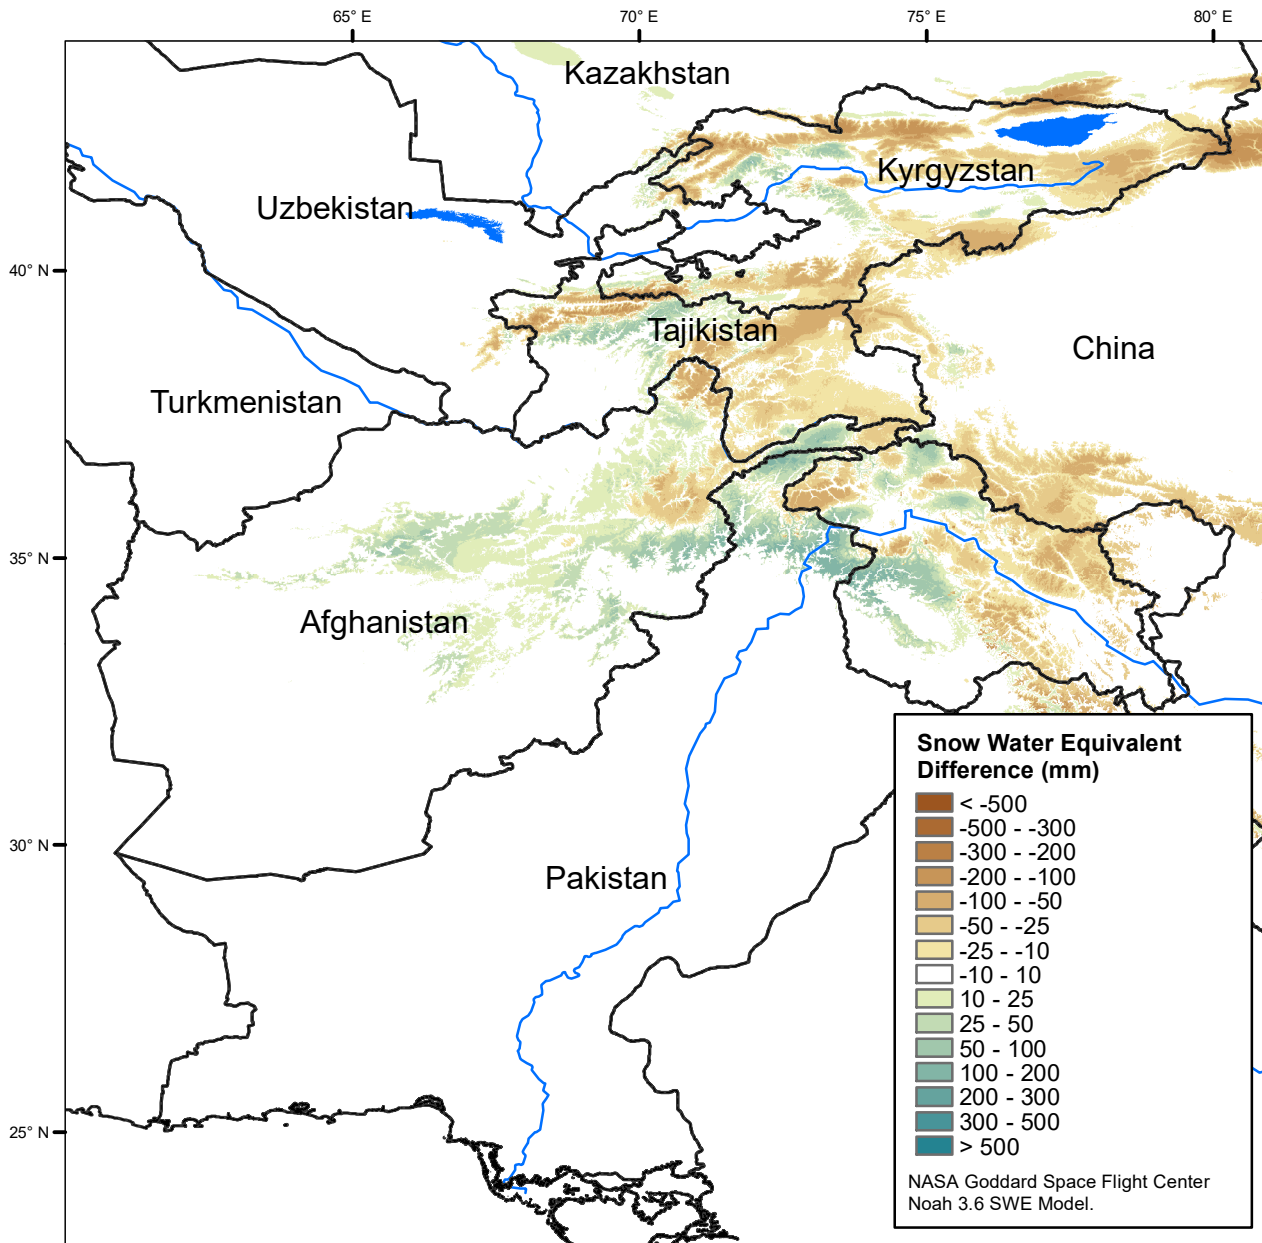 65° E
70° E
75° E
80° E
Kazakhstan
Kyrgyzstan
Uzbekistan
40° N
Tajikistan
China
Turkmenistan
35° N
Afghanistan
Snow Water Equivalent
Difference (mm)
< -500
-500 - -300
-300 - -200
-200 - -100
-100 - -50
-50 - -25
-25 - -10
-10 - 10
10 - 25
25 - 50
50 - 100
100 - 200
200 - 300
300 - 500
> 500
NASA Goddard Space Flight Center
Noah 3.6 SWE Model.
30° N
Pakistan
25° N